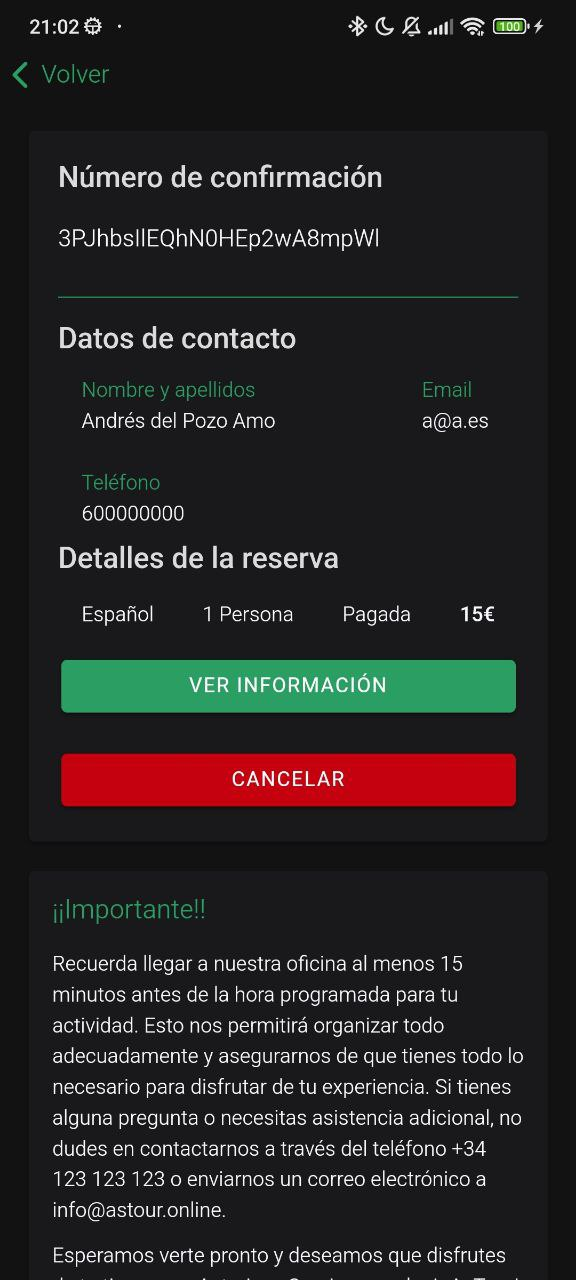 21:02
100
Volver
Número de confirmación
3PJhbsIlEQhN0HEp2wA8mpWl
Datos de contacto
Nombre y apellidos Email
Andrés del Pozo Amo a@a.es
Teléfono
600000000
Detalles de la reserva
Español 1 Persona Pagada 15€
VER INFORMACIÓN
CANCELAR
¡¡Importante!!
Recuerda llegar a nuestra oficina al menos 15
minutos antes de la hora programada para tu
actividad. Esto nos permitirá organizar todo
adecuadamente y asegurarnos de que tienes todo lo
necesario para disfrutar de tu experiencia. Si tienes
alguna pregunta o necesitas asistencia adicional, no
dudes en contactarnos a través del teléfono +34
123 123 123 o enviarnos un correo electrónico a
info@astour.online.
Esperamos verte pronto y deseamos que disfrutes